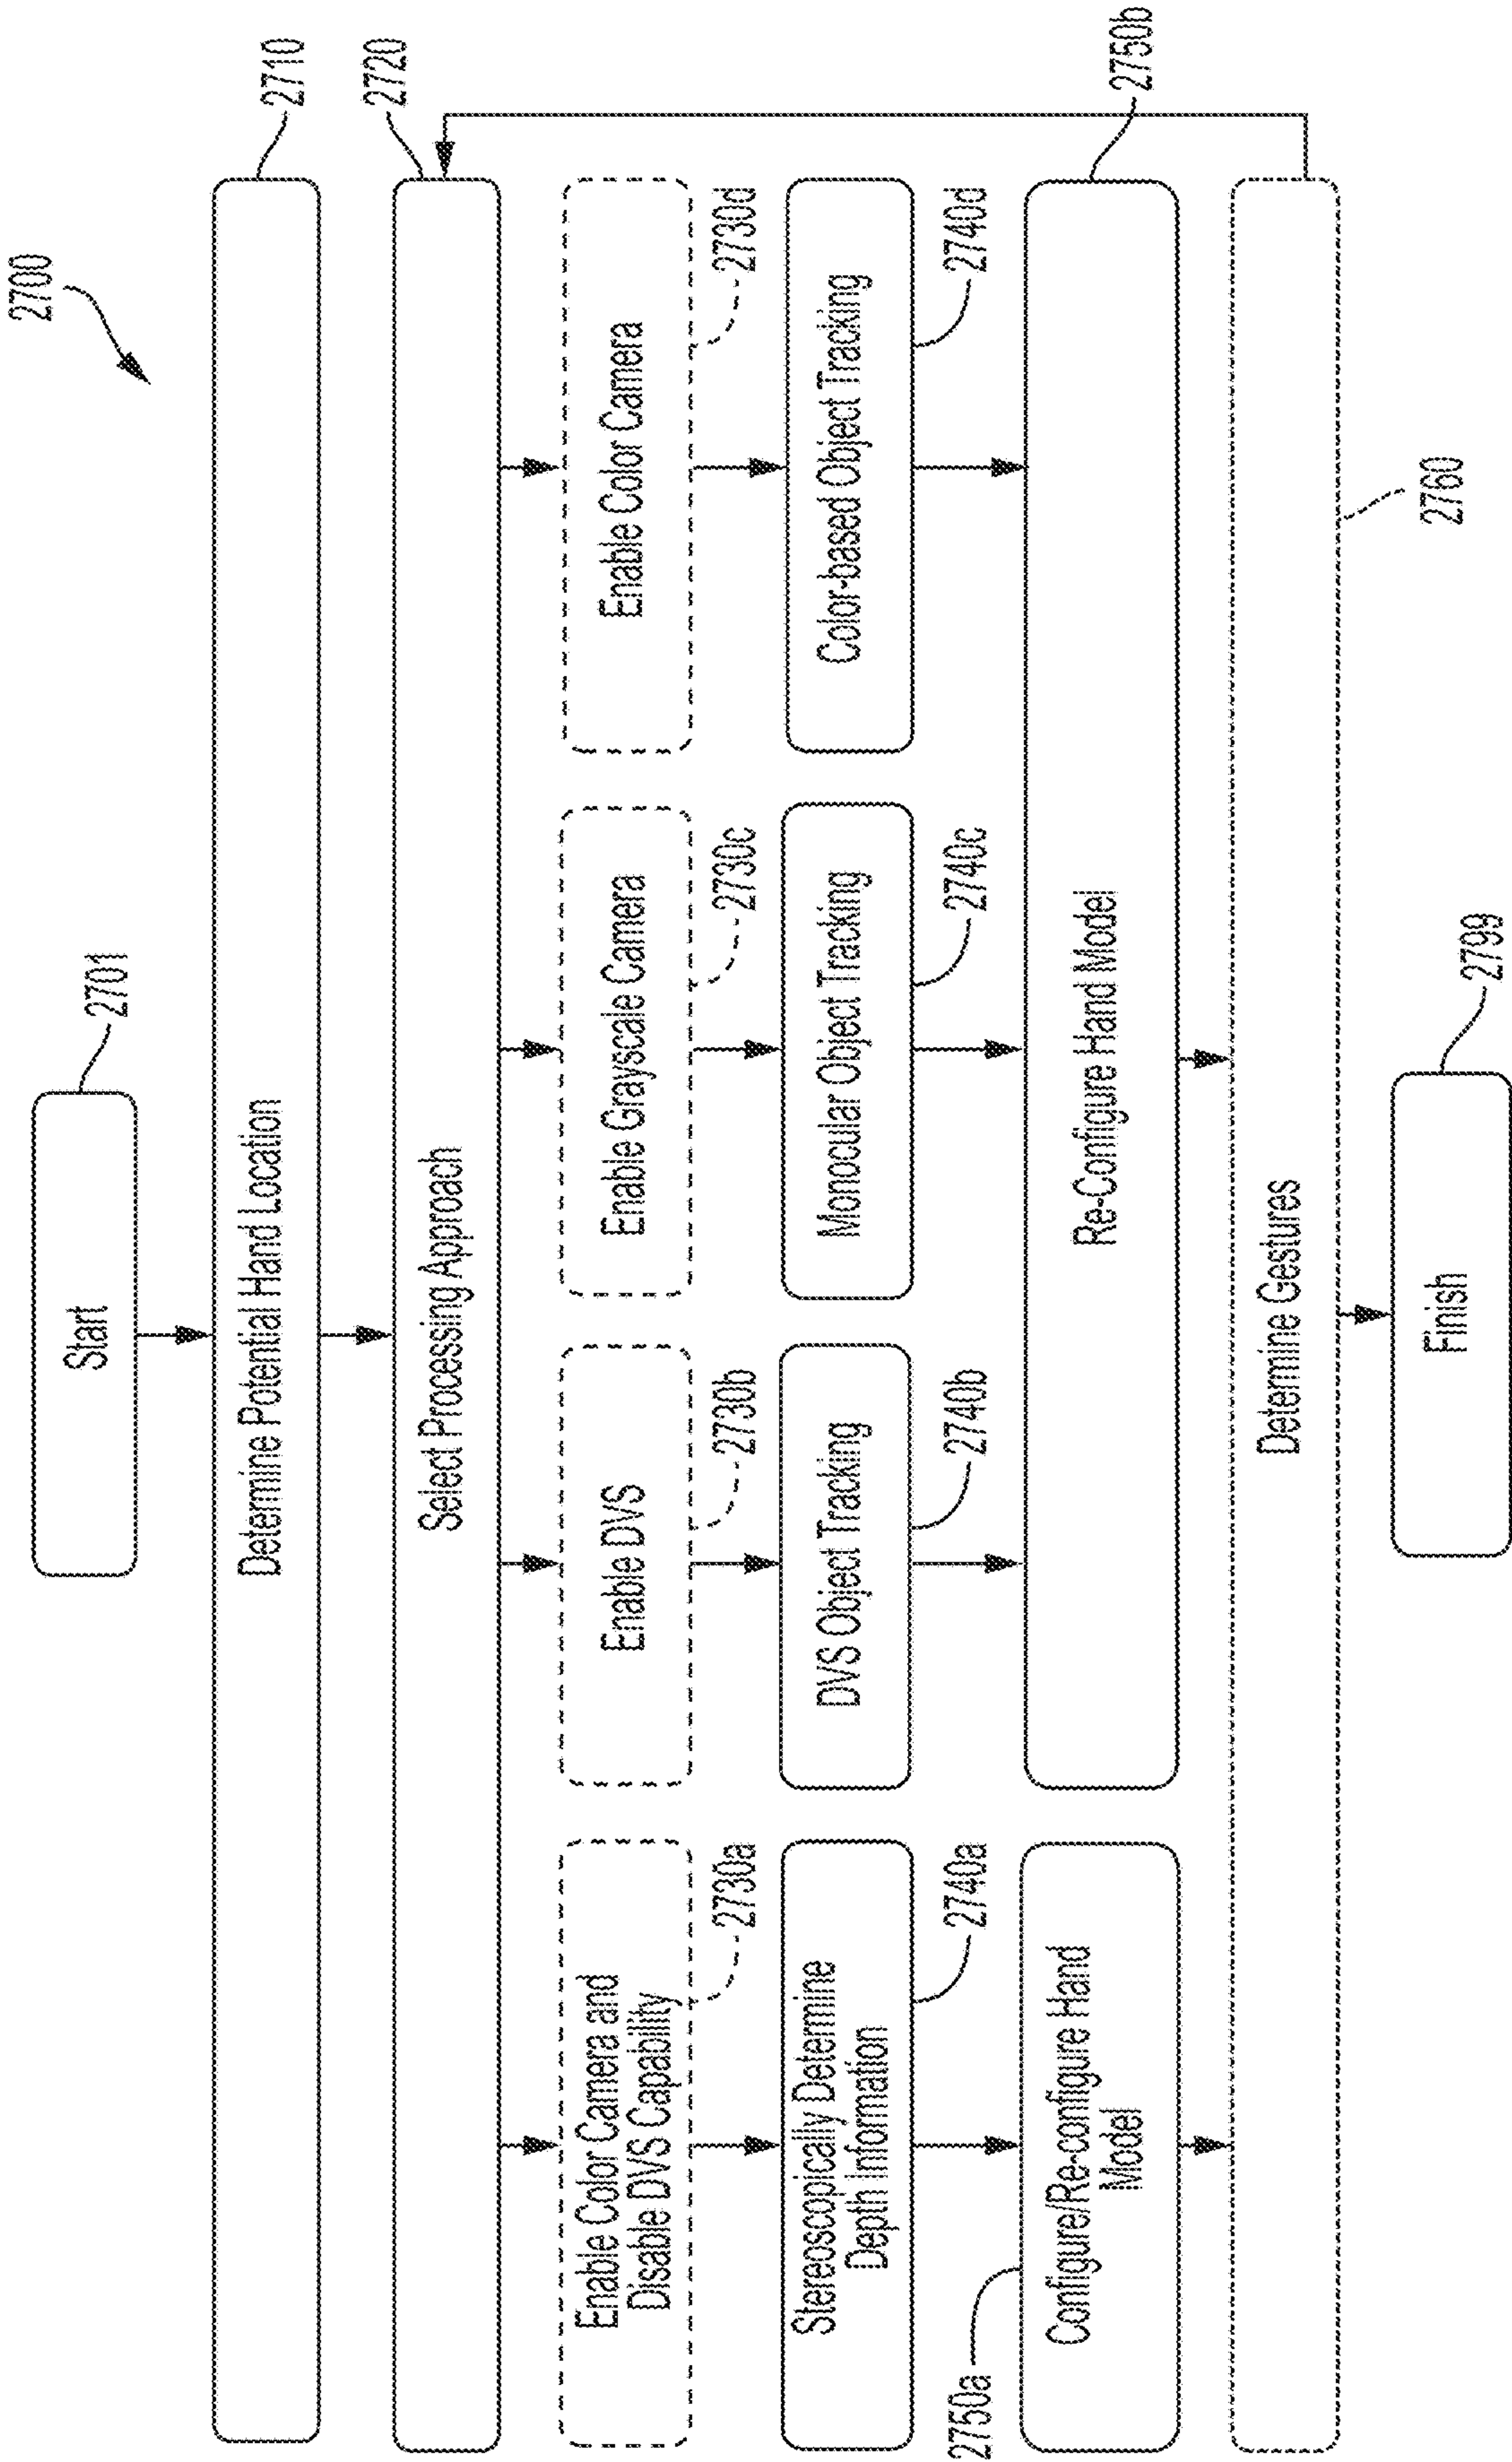 2700
Start
2701
Determine Potential Hand Location
2710
Select Processing Approach
2720
Enable Color Camera and
Disable DVS Capability
2730a
Enable DVS
2730b
Enable Grayscale Camera
2730c
Enable Color Camera
2730d
Stereoscopically Determine
Depth Information
2740a
DVS Object Tracking
2740b
Monocular Object Tracking
2740c
Color-based Object Tracking
2740d
2750a
Configure/Re-configure Hand
Model
Re-Configure Hand Model
2750b
Determine Gestures
2760
Finish
2799